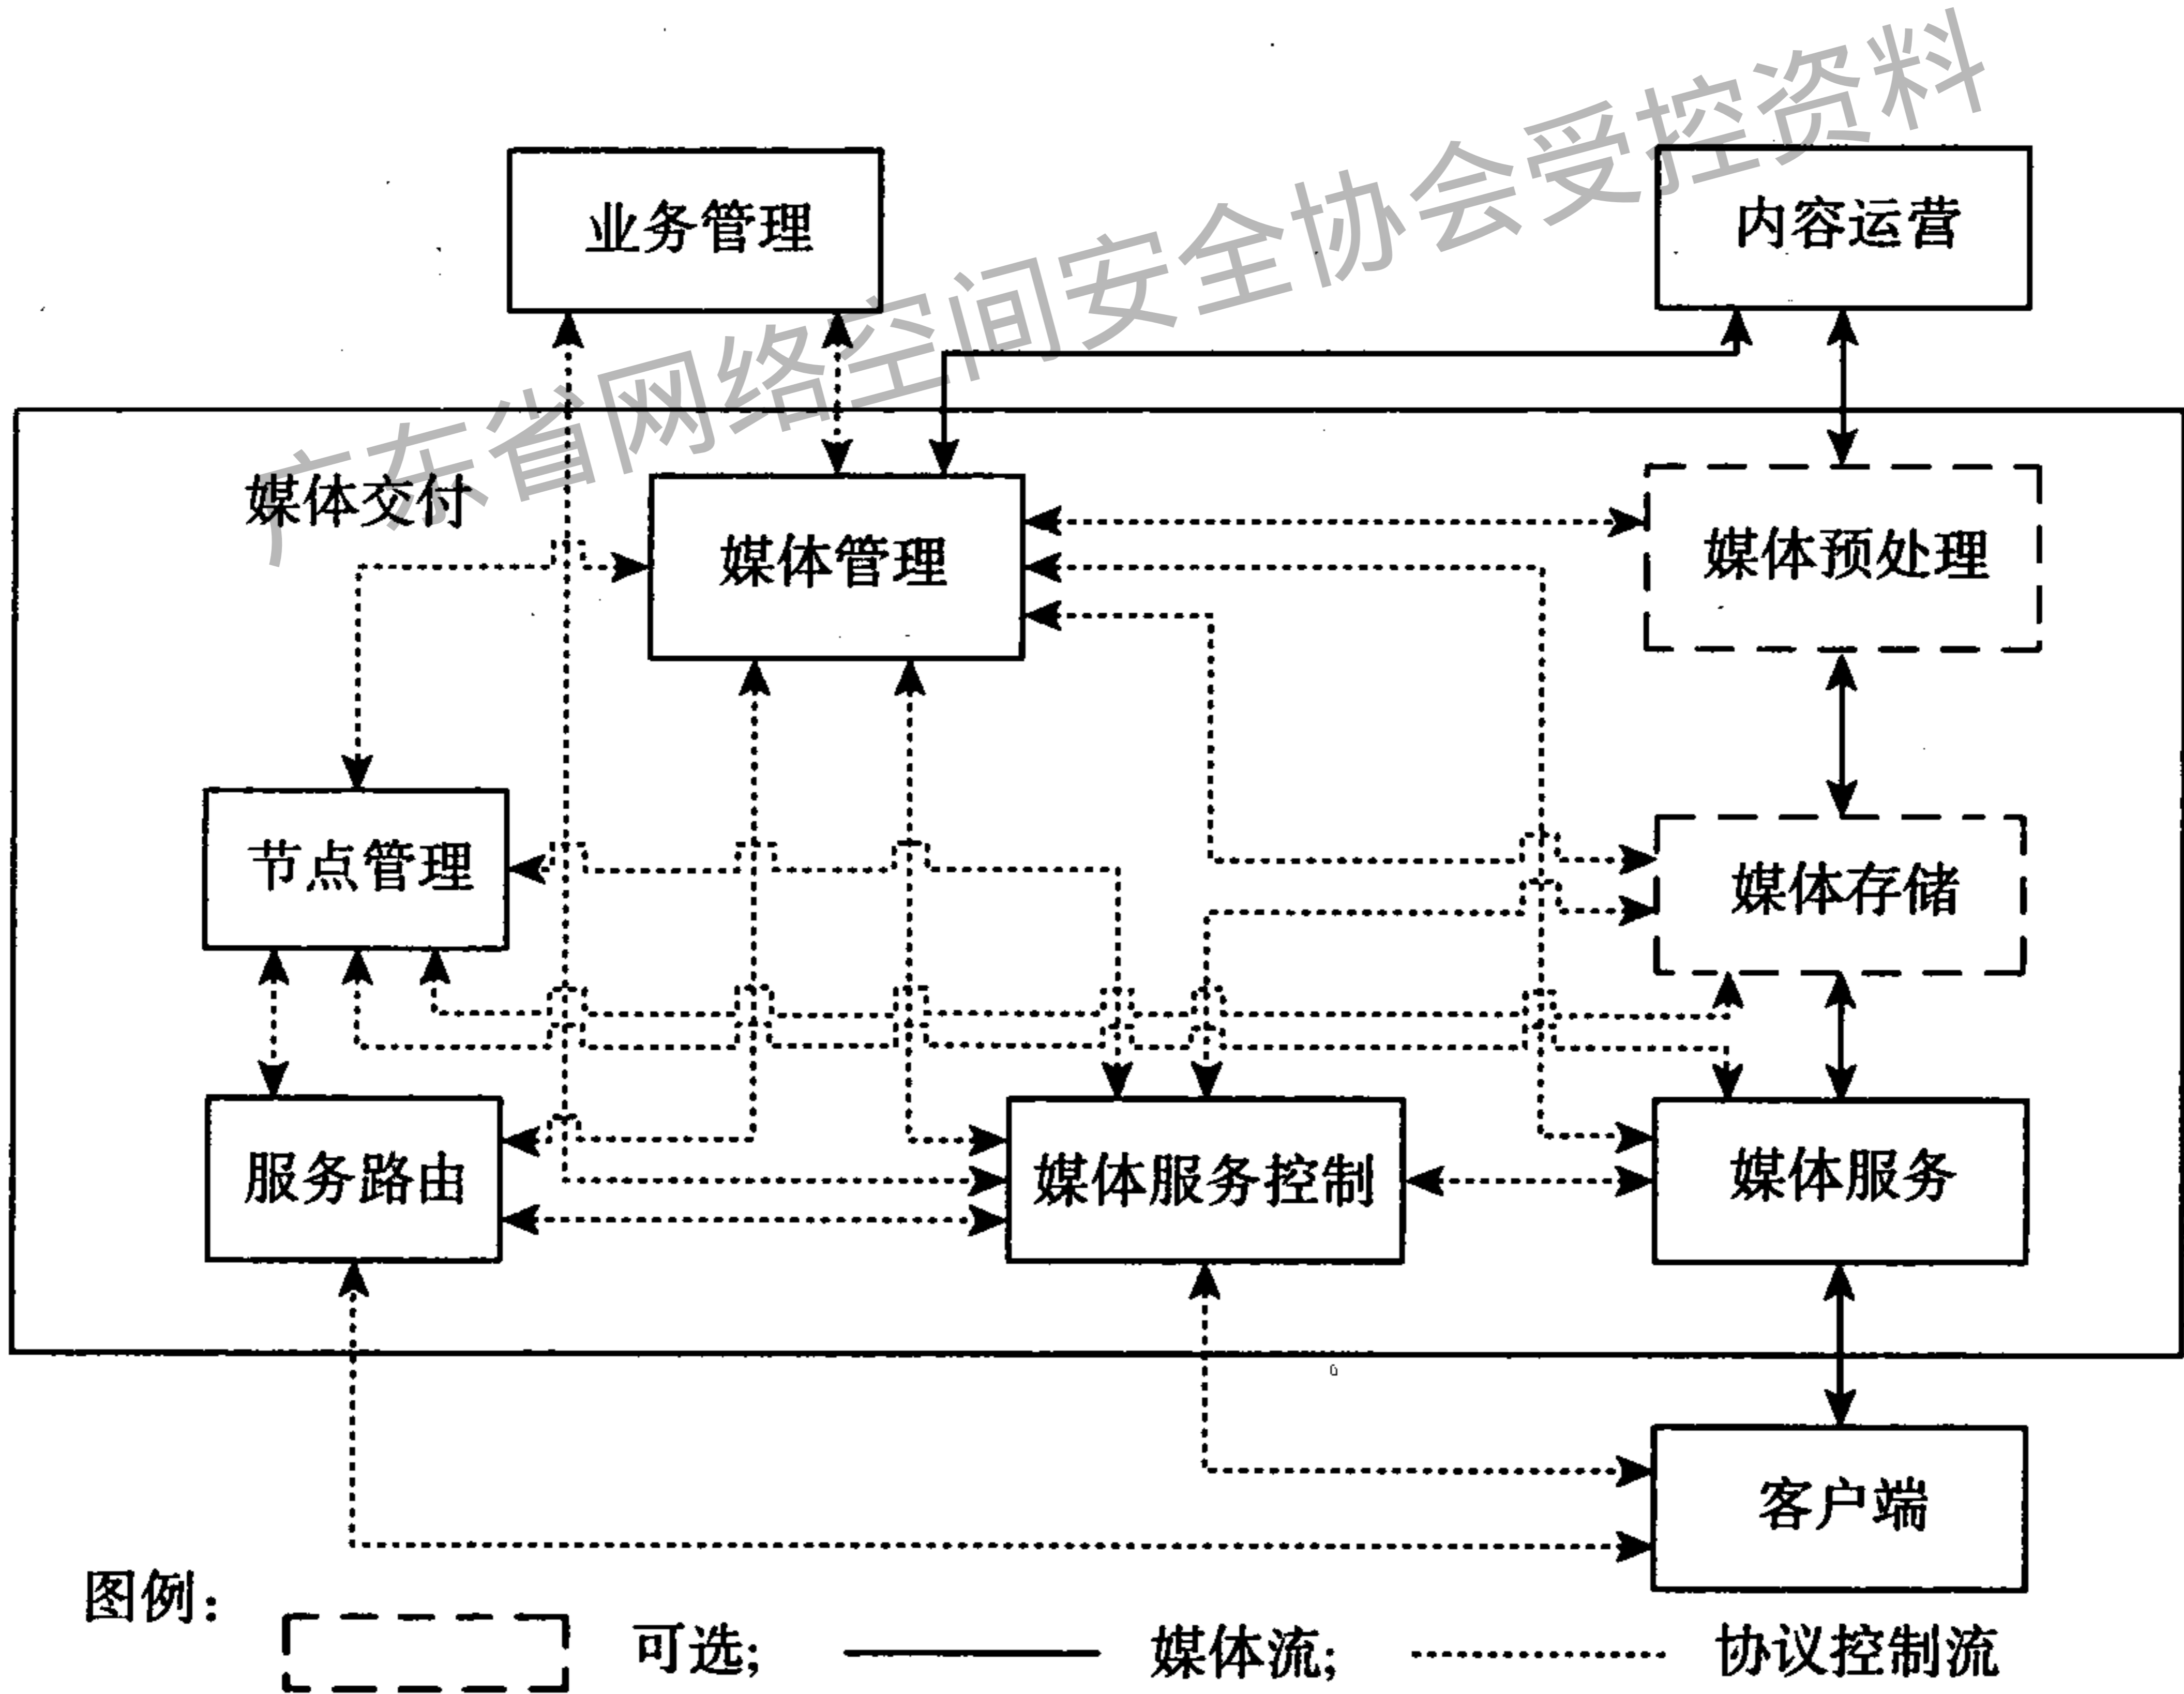 广东省网络空间安全协会受控资料
业务管理
内容运营
媒体交付
媒体管理
媒体预处理
节点管理
媒体存储
服务路由
媒体服务控制
媒体服务
客户端
图例：
可选;
媒体流;
协议控制流